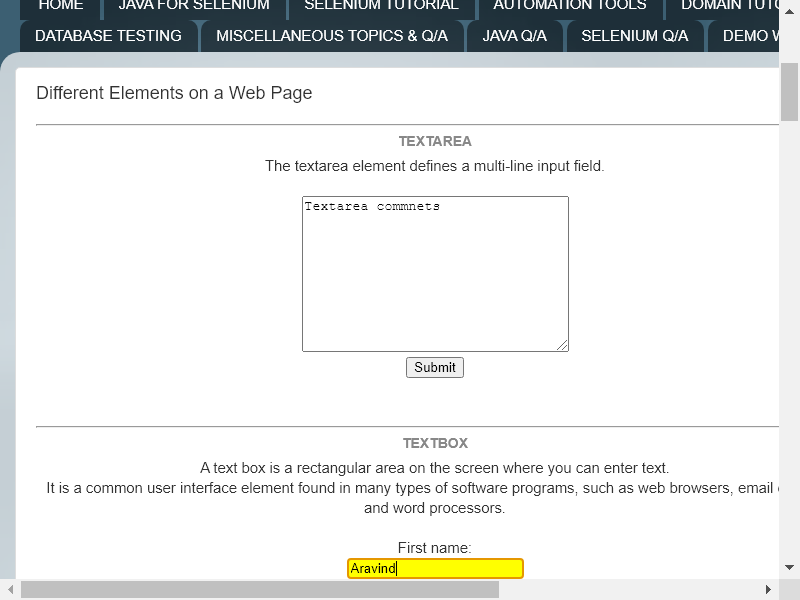 HOME JAVA FOR SELENIUM SELENIUM TUTORIAL AUTOMATION TOOLS DOMAIN
DATABASE TESTING MISCELLANEOUS TOPICS & Q/A JAVA Q/A SELENIUM Q/A DEMO
Different Elements on a Web Page
TEXTAREA
The textarea element defines a multi-line input field.
Textarea commnets
Submit
TEXTBOX
A text box is a rectangular area on the screen where you can enter text.
It is a common user interface element found in many types of software programs, such as web browsers, email
and word processors.
First name:
Aravind